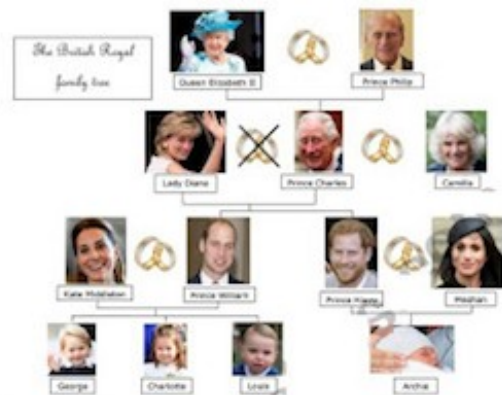 The British Royal
family tree
Queen Elizabeth II
Prince Philip
Lady Diana
Prince Charles
Camilla
Kate Middleton
Prince William
Prince Harry
Meghan
George
Charlotte
Louis
Archie